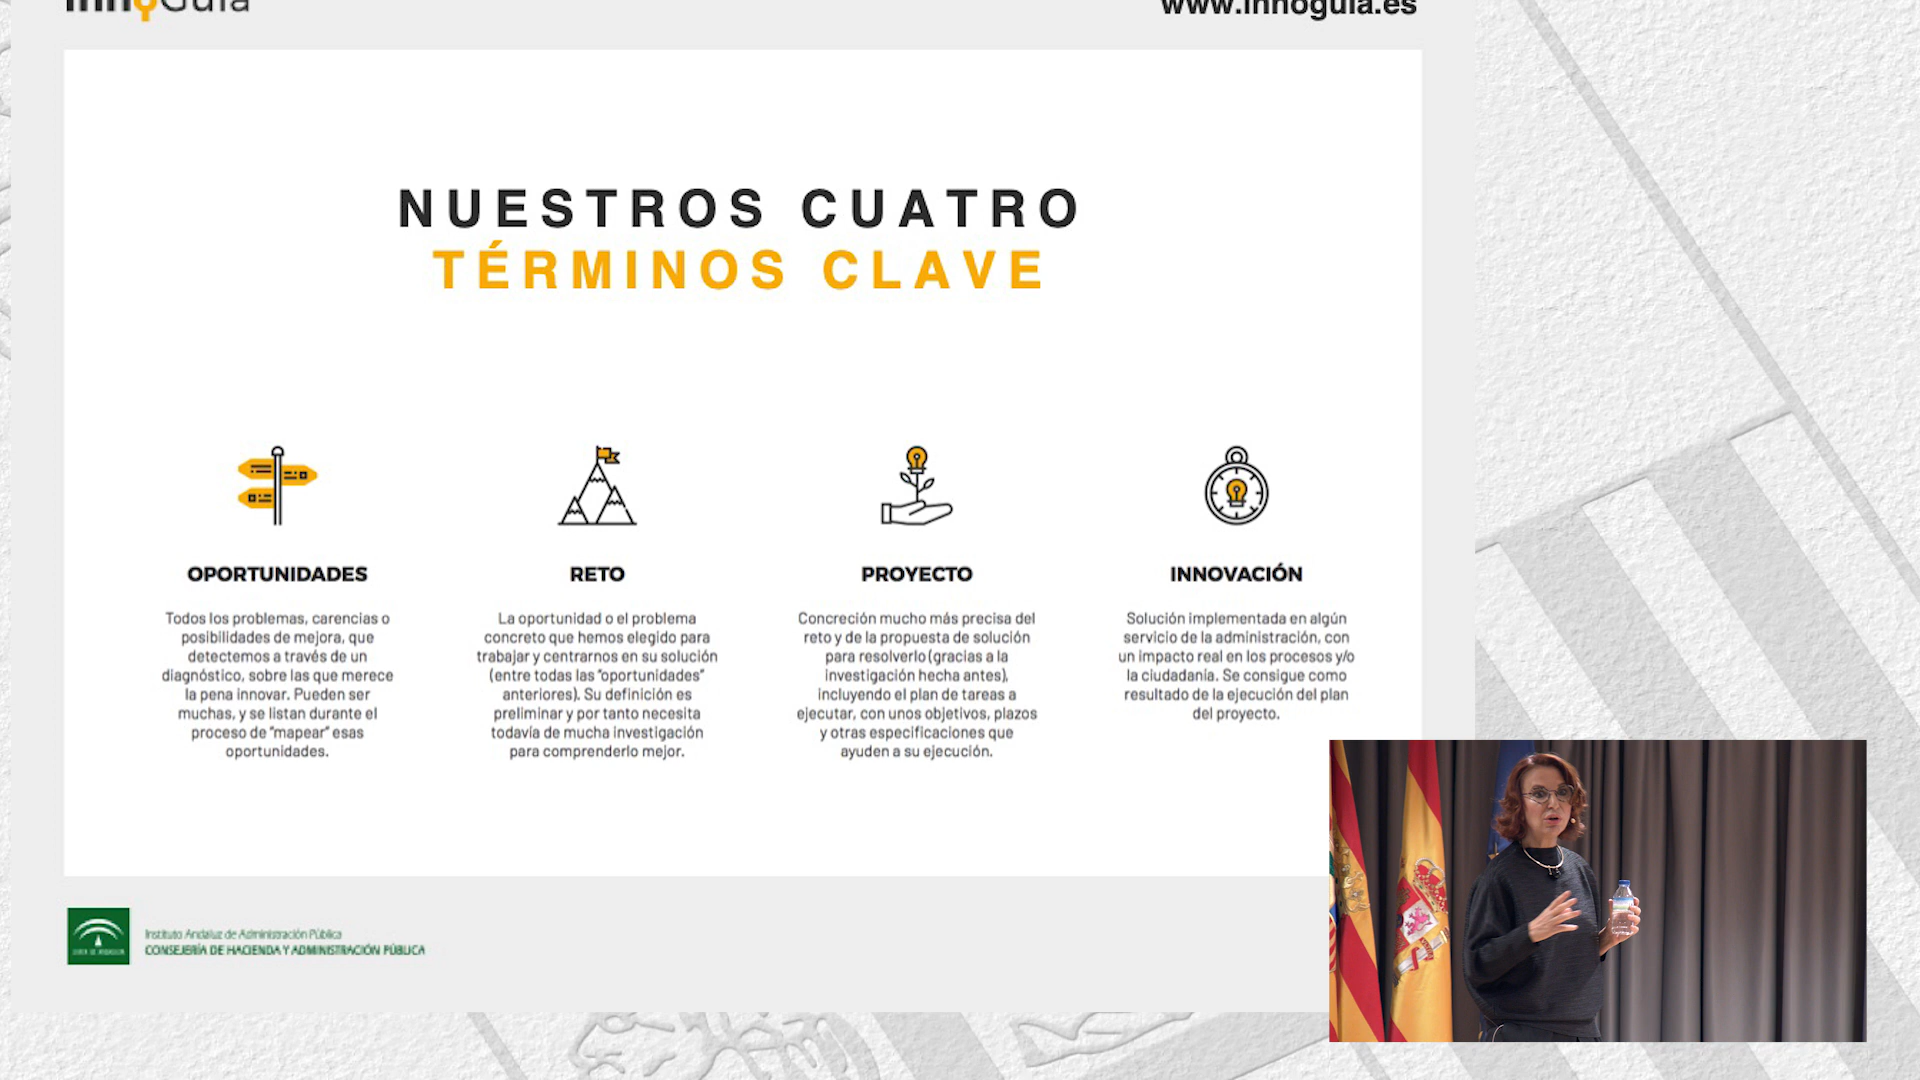 InnoGuía
www.innoguia.es
NUESTROS CUATRO
TÉRMINOS CLAVE
OPORTUNIDADES
Todos los problemas, carencias o
posibilidades de mejora, que
detectemos a través de un
diagnóstico, sobre las que merece
la pena innovar. Pueden ser
muchas, y se listan durante el
proceso de "mapear" esas
oportunidades.
RETO
La oportunidad o el problema
concreto que hemos elegido para
trabajar y centrarnos en su solución
(entre todas las "oportunidades"
anteriores). Su definición es
preliminar y por tanto necesita
todavía de mucha investigación
para comprenderlo mejor.
PROYECTO
Concreción mucho más precisa del
reto y de la propuesta de solución
para resolverlo (gracias a la
investigación hecha antes),
incluyendo el plan de tareas a
ejecutar, con unos objetivos, plazos
y otras especificaciones que
ayuden a su ejecución.
INNOVACIÓN
Solución implementada en algún
servicio de la administración, con
un impacto real en los procesos y/o
la ciudadanía. Se consigue como
resultado de la ejecución del plan
del proyecto.
JUNTA DE ANDALUCIA
Instituto Andaluz de Administración Pública
CONSEJERÍA DE HACIENDA Y ADMINISTRACIÓN PÚBLICA